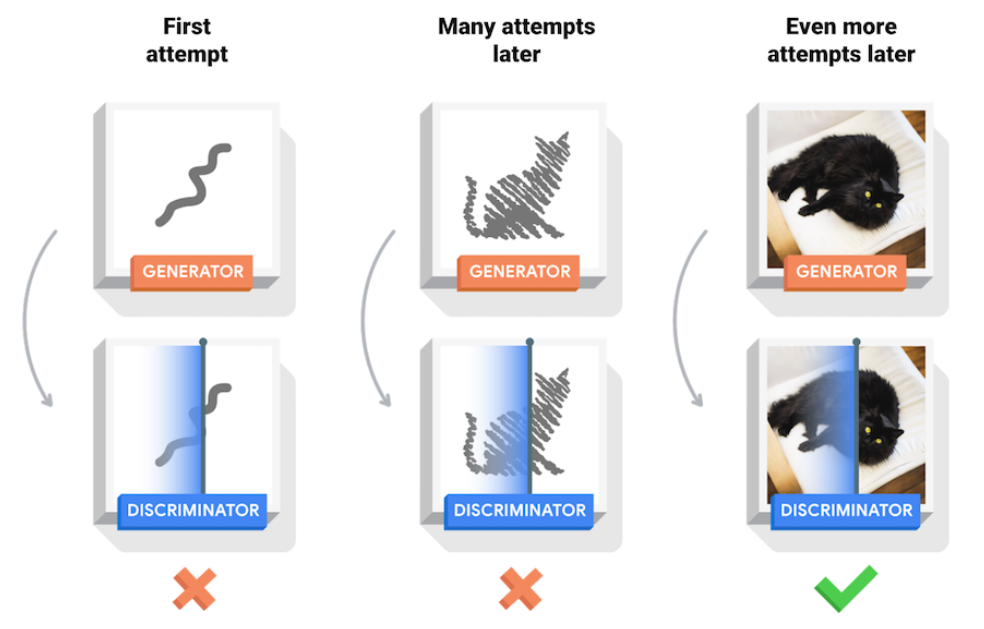 First
attempt
Many attempts
later
Even more
attempts later
GENERATOR
GENERATOR
GENERATOR
DISCRIMINATOR
DISCRIMINATOR
DISCRIMINATOR